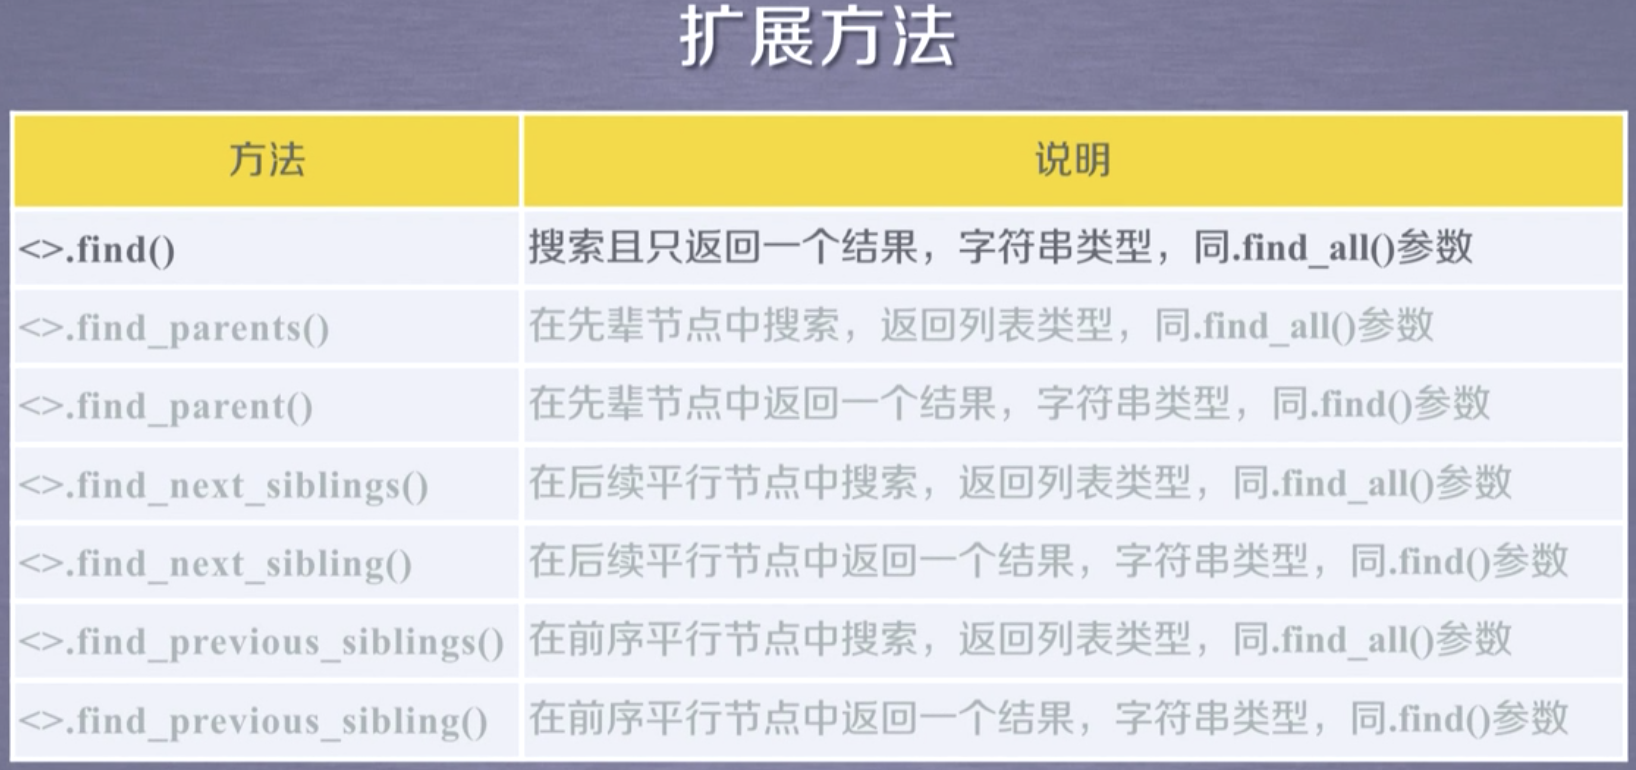 扩展方法
方法 说明
<>.find() 搜索且只返回一个结果，字符串类型，同.find_all()参数
<>.find_parents() 在先辈节点中搜索，返回列表类型，同.find_all()参数
<>.find_parent() 在先辈节点中返回一个结果，字符串类型，同.find()参数
<>.find_next_siblings() 在后续平行节点中搜索，返回列表类型，同.find_all()参数
<>.find_next_sibling() 在后续平行节点中返回一个结果，字符串类型，同.find()参数
<>.find_previous_siblings() 在前序平行节点中搜索，返回列表类型，同.find_all()参数
<>.find_previous_sibling() 在前序平行节点中返回一个结果，字符串类型，同.find()参数